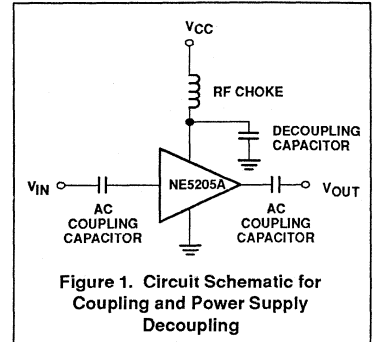 VCC
RF CHOKE
DECOUPLING
CAPACITOR
VIN
NE5205A
VOUT
AC
COUPLING
CAPACITOR
AC
COUPLING
CAPACITOR
Figure 1. Circuit Schematic for
Coupling and Power Supply
Decoupling